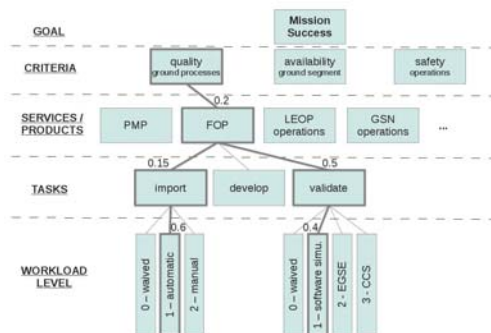 GOAL
Mission
Success
CRITERIA
quality
ground processes
availability
ground segment
safety
operations
0.2
SERVICES /
PRODUCTS
PMP
FOP
LEOP
operations
GSN
operations
...
0.15
0.5
TASKS
import
develop
validate
0.6
0.4
WORKLOAD
LEVEL
0 – waived
1 – automatic
2 – manual
0 – waived
1 – software simu.
2 - EGSE
3 - CCS